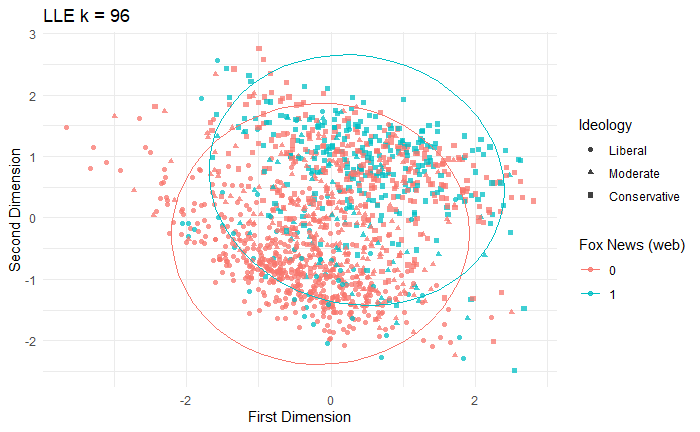 LLE k = 96
3
2
1
0
-1
-2
-2
0
2
First Dimension
Second Dimension
Ideology
Liberal
Moderate
Conservative
Fox News (web)
0
1